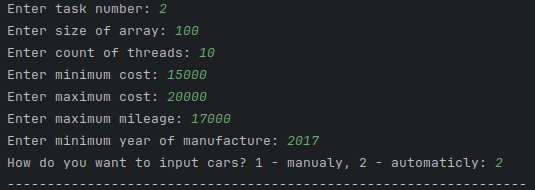 Enter task number: 2
Enter size of array: 100
Enter count of threads: 10
Enter minimum cost: 15000
Enter maximum cost: 20000
Enter maximum mileage: 17000
Enter minimum year of manufacture: 2017
How do you want to input cars? 1 - manualy, 2 - automaticly: 2
-----------------------------------------------------------------